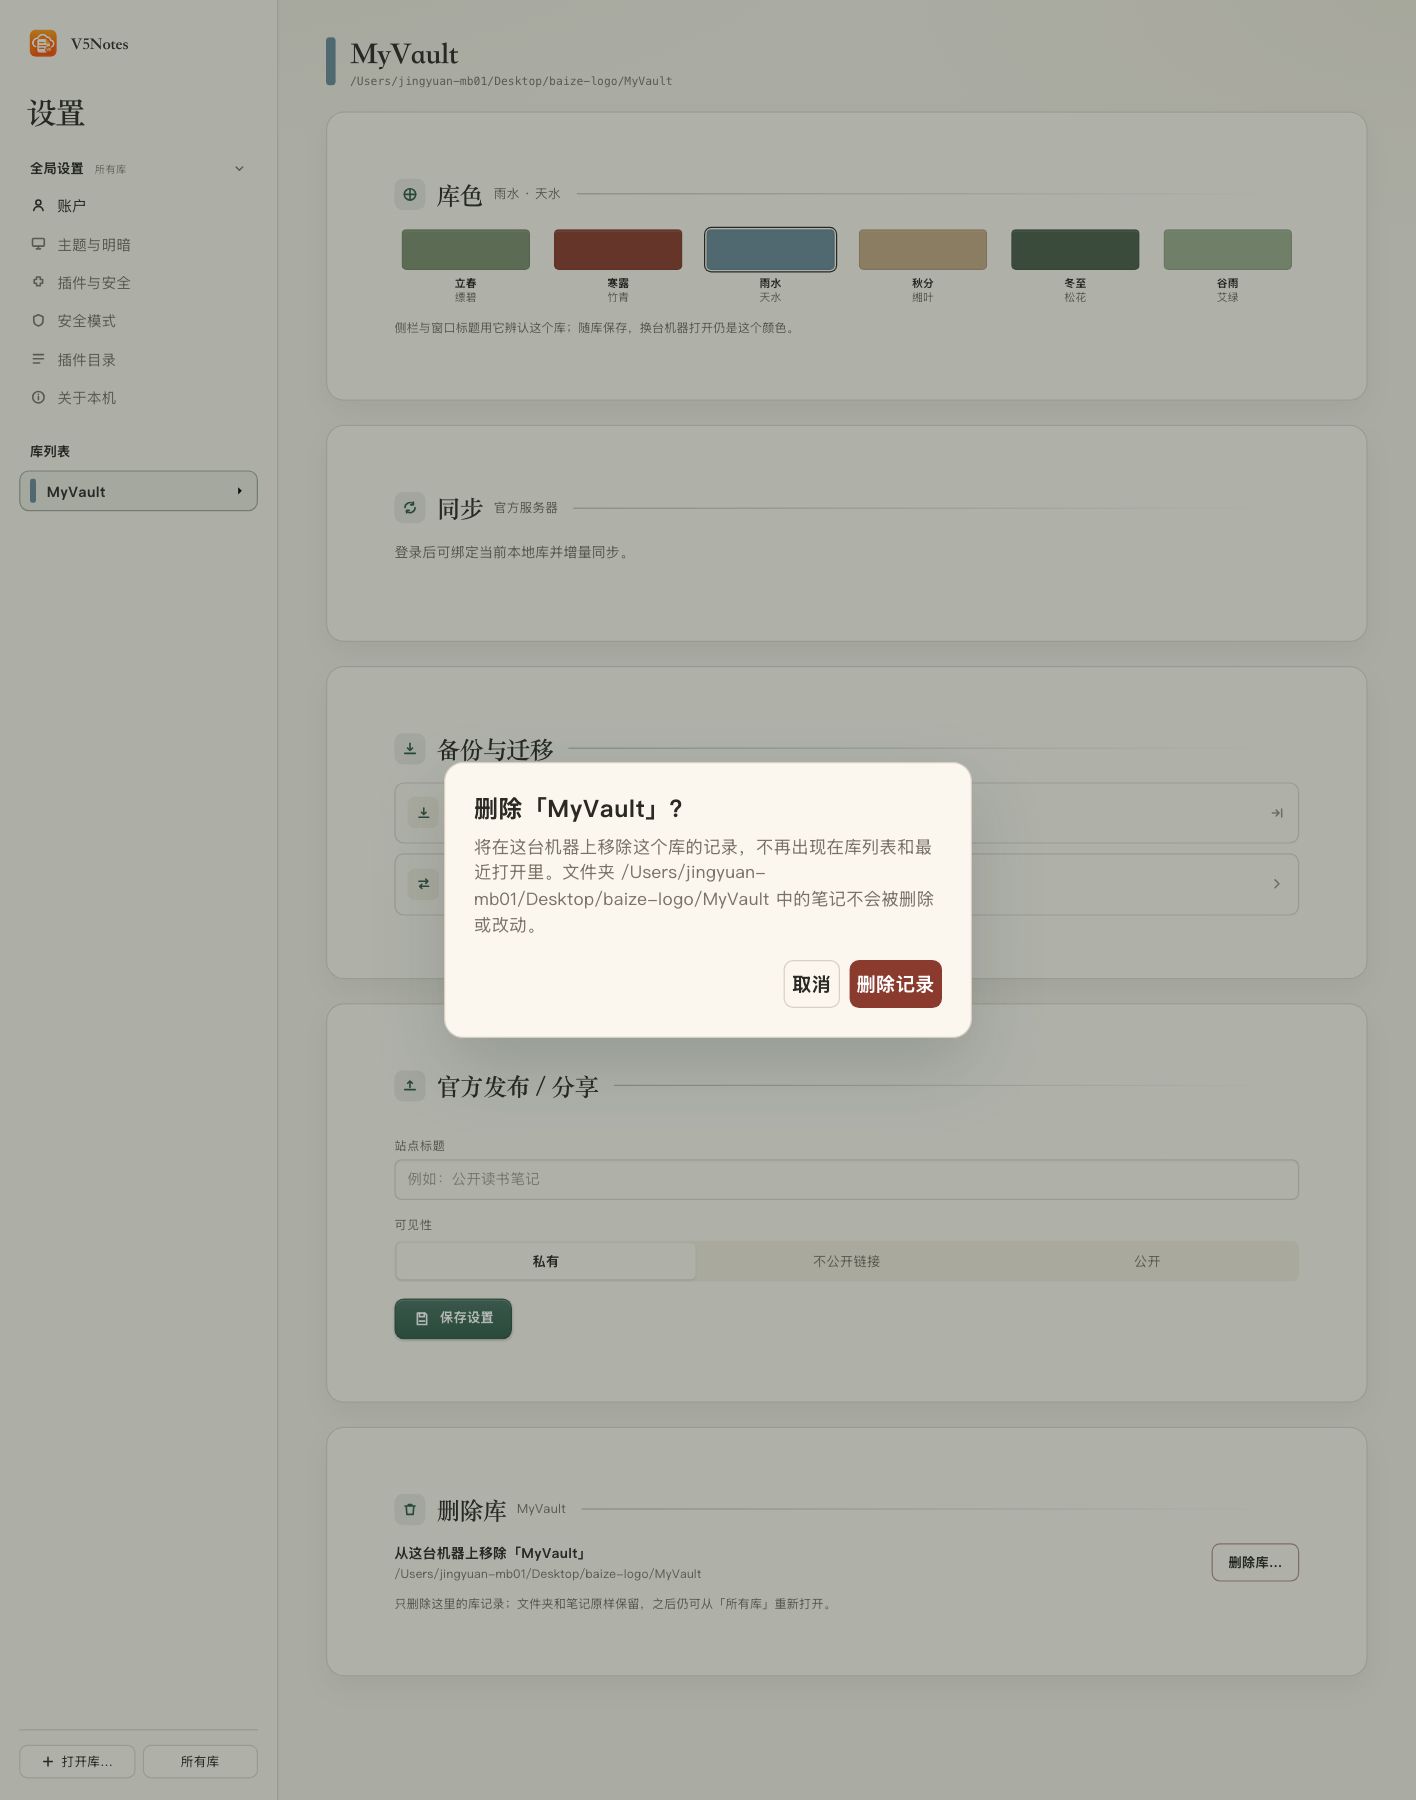 V5Notes
设置
全局设置 所有库
账户
主题与明暗
插件与安全
安全模式
插件目录
关于本机
库列表
MyVault
打开库...
所有库
MyVault
/Users/jingyuan-mb01/Desktop/baize-logo/MyVault
库色 雨水 · 天水
立春 寒露 雨水 秋分 冬至 谷雨
缥碧 竹青 天水 缃叶 松花 艾绿
侧栏与窗口标题用它辨认这个库；随库保存，换台机器打开仍是这个颜色。
同步 官方服务器
登录后可绑定当前本地库并增量同步。
备份与迁移
删除「MyVault」?
将在这台机器上移除这个库的记录，不再出现在库列表和最
近打开里。文件夹 /Users/jingyuan-
mb01/Desktop/baize-logo/MyVault 中的笔记不会被删除
或改动。
取消 删除记录
官方发布 / 分享
站点标题
例如：公开读书笔记
可见性
私有 不公开链接 公开
保存设置
删除库 MyVault
从这台机器上移除「MyVault」
/Users/jingyuan-mb01/Desktop/baize-logo/MyVault
删除库...
只删除这里的库记录；文件夹和笔记原样保留，之后仍可从「所有库」重新打开。